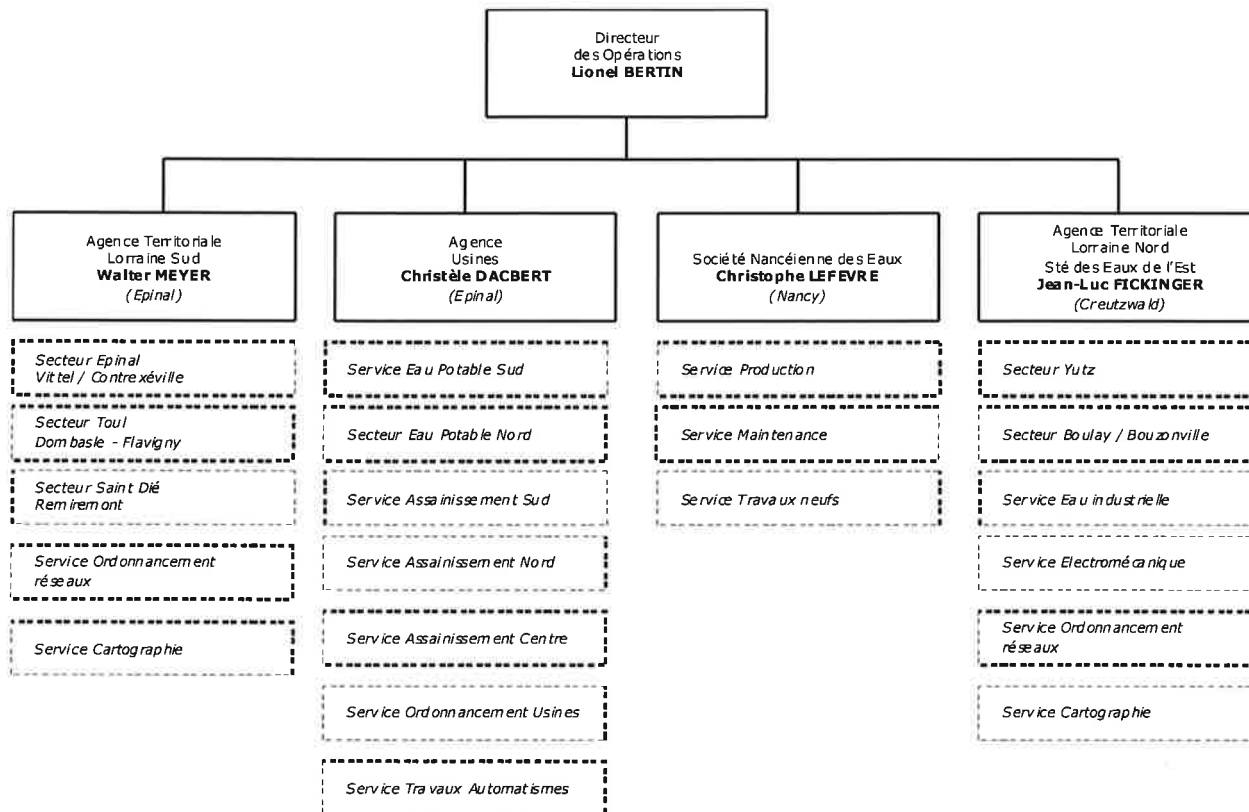 Directeur
des Opérations
Lionel BERTIN
Agence Territoriale
Lorraine Sud
Walter MEYER
(Epinal)
Secteur Epinal
Vittel / Contrexéville
Secteur Toul
Dombasle - Flavigny
Secteur Saint Dié
Remiremont
Service Ordonnancement
réseaux
Service Cartographie
Agence
Usines
Christèle DACBERT
(Epinal)
Service Eau Potable Sud
Secteur Eau Potable Nord
Service Assainissement Sud
Service Assainissement Nord
Service Assainissement Centre
Service Ordonnancement Usines
Service Travaux Automatismes
Société Nancéienne des Eaux
Christophe LEFEVRE
(Nancy)
Service Production
Service Maintenance
Service Travaux neufs
Agence Territoriale
Lorraine Nord
Sté des Eaux de l'Est
Jean-Luc FICKINGER
(Creutzwald)
Secteur Yutz
Secteur Boulay / Bouzonville
Service Eau industrielle
Service Electromécanique
Service Ordonnancement
réseaux
Service Cartographie